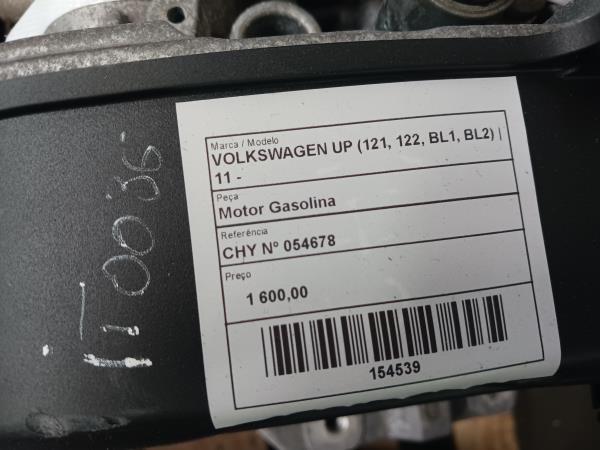 Marca / Modelo
VOLKSWAGEN UP (121, 122, BL1, BL2) |
11 -
Peça
Motor Gasolina
Referência
CHY Nº 054678
Preço
1 600,00
154539